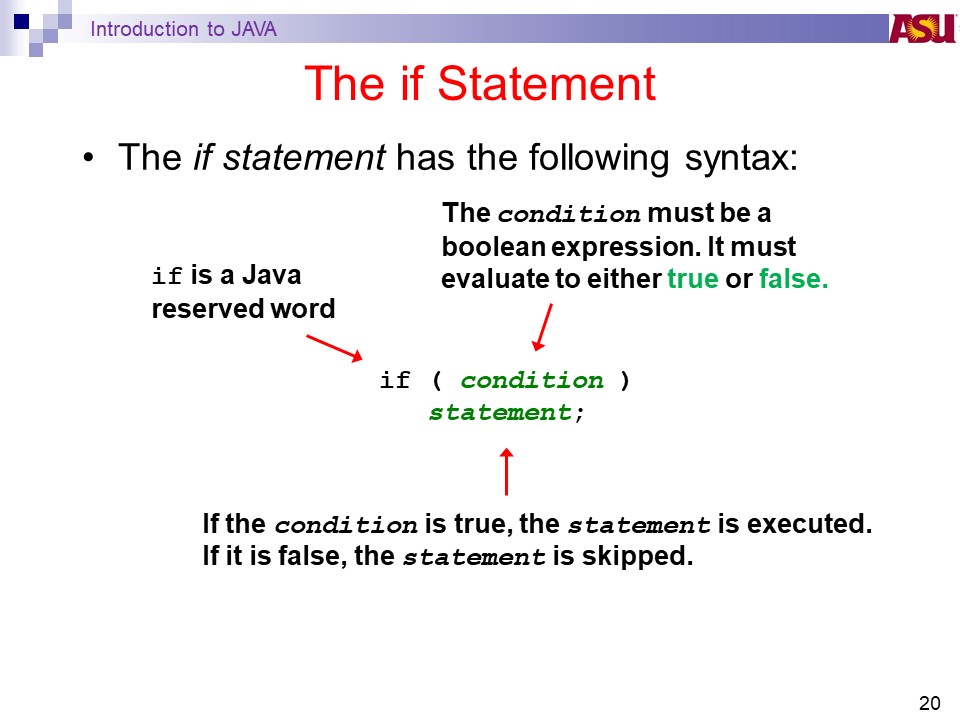 Introduction to JAVA
ASU
The if Statement
• The if statement has the following syntax:
The condition must be a
boolean expression. It must
evaluate to either true or false.
if is a Java
reserved word
if ( condition )
statement;
If the condition is true, the statement is executed.
If it is false, the statement is skipped.
20